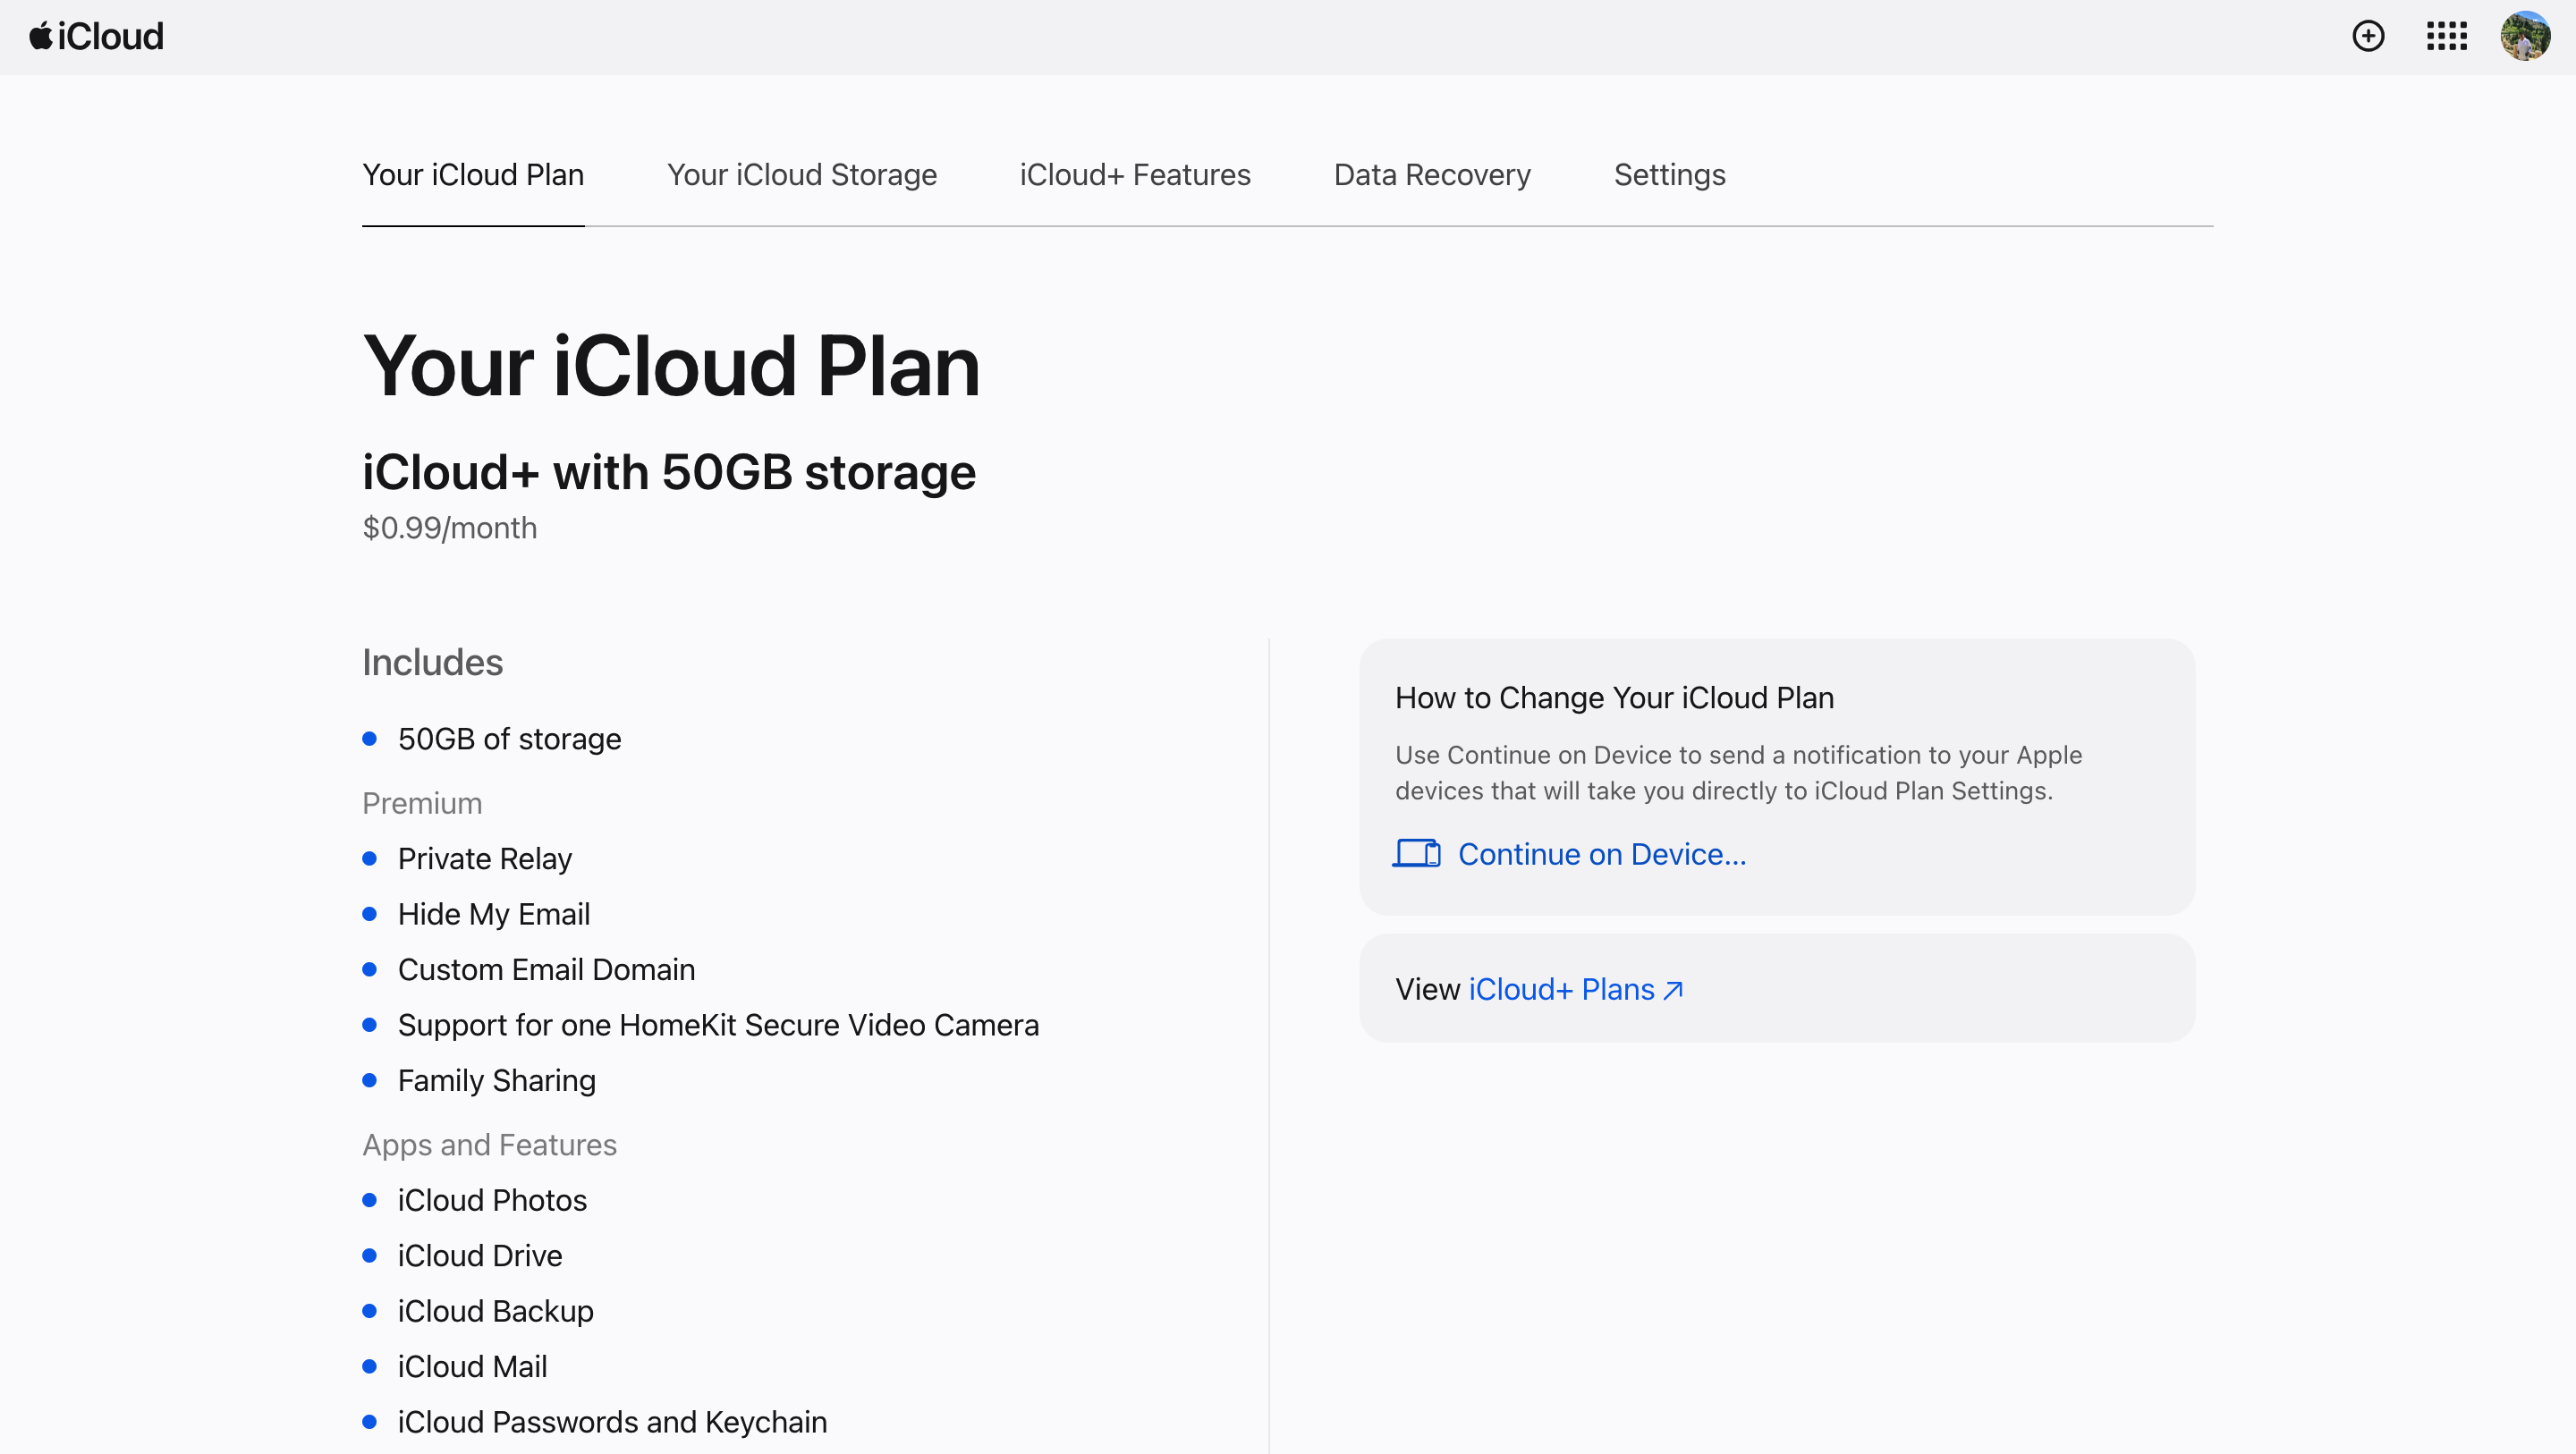 iCloud
Your iCloud Plan
Your iCloud Storage
iCloud+ Features
Data Recovery
Settings
Your iCloud Plan
iCloud+ with 50GB storage
$0.99/month
Includes
50GB of storage
Premium
Private Relay
Hide My Email
Custom Email Domain
Support for one HomeKit Secure Video Camera
Family Sharing
Apps and Features
iCloud Photos
iCloud Drive
iCloud Backup
iCloud Mail
iCloud Passwords and Keychain
How to Change Your iCloud Plan
Use Continue on Device to send a notification to your Apple
devices that will take you directly to iCloud Plan Settings.
Continue on Device...
View iCloud+ Plans